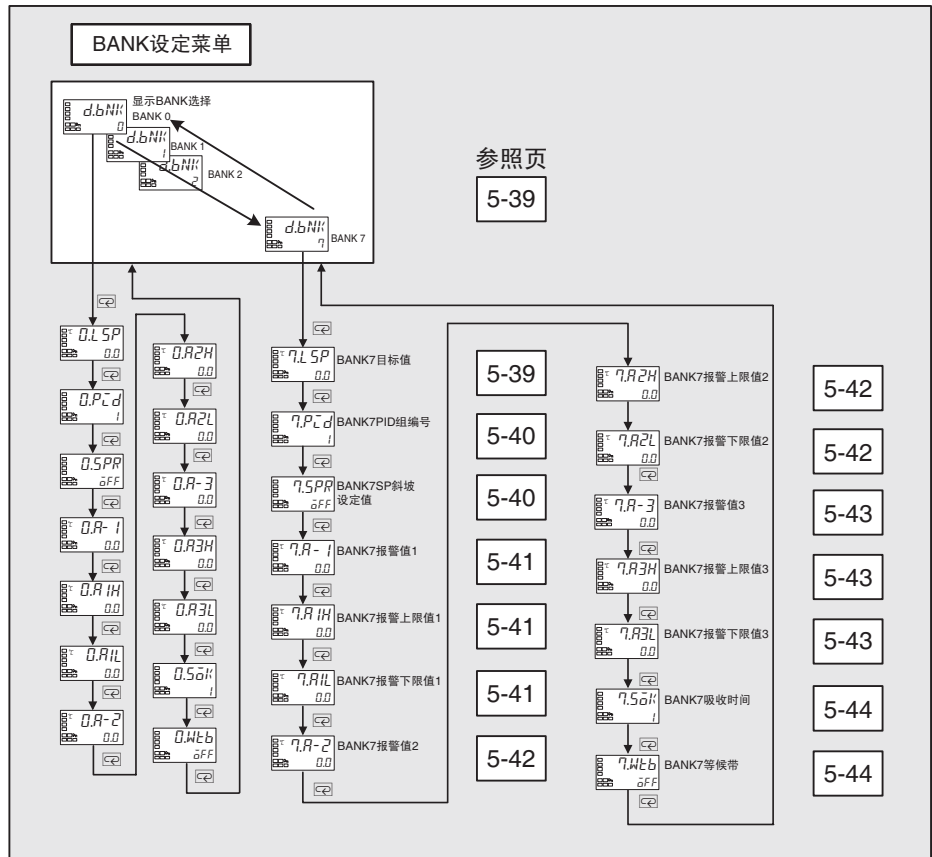 BANK设定菜单
显示BANK选择
d.bNK
0
BANK 0
d.bNK
1
BANK 1
d.bNK
2
BANK 2
d.bNK
7
BANK 7
参照页
5-39
0.LSP
0.0
0.PId
1
0.SPR
oFF
0.A-1
0.0
0.A1H
0.0
0.A1L
0.0
0.A-2
0.0
0.A2H
0.0
0.A2L
0.0
0.A-3
0.0
0.A3H
0.0
0.A3L
0.0
0.SoK
1
0.Wtb
oFF
7.LSP
0.0
BANK7目标值
5-39
7.PId
1
BANK7PID组编号
5-40
7.SPR
oFF
BANK7SP斜坡
设定值
5-40
7.A-1
0.0
BANK7报警值1
5-41
7.A1H
0.0
BANK7报警上限值1
5-41
7.A1L
0.0
BANK7报警下限值1
5-41
7.A-2
0.0
BANK7报警值2
5-42
7.A2H
0.0
BANK7报警上限值2
5-42
7.A2L
0.0
BANK7报警下限值2
5-42
7.A-3
0.0
BANK7报警值3
5-43
7.A3H
0.0
BANK7报警上限值3
5-43
7.A3L
0.0
BANK7报警下限值3
5-43
7.SoK
1
BANK7吸收时间
5-44
7.Wtb
oFF
BANK7等候带
5-44